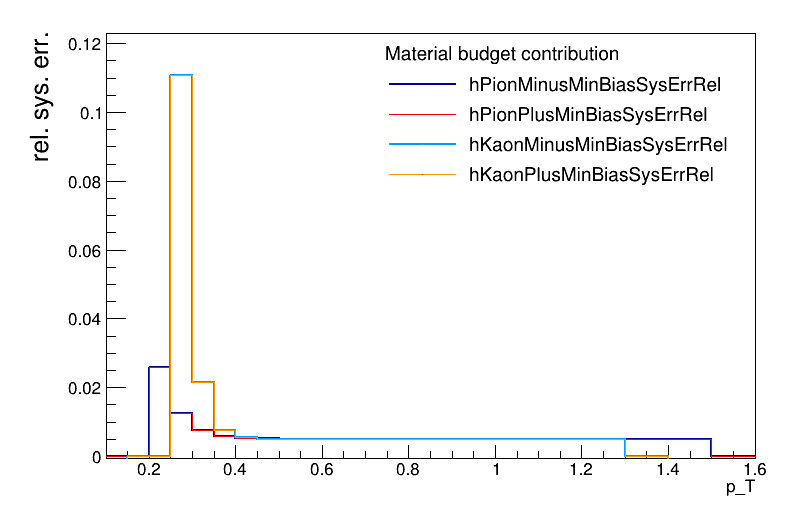 rel. sys. err.
Material budget contribution
hPionMinusMinBiasSysErrRel
hPionPlusMinBiasSysErrRel
hKaonMinusMinBiasSysErrRel
hKaonPlusMinBiasSysErrRel
0.12
0.1
0.08
0.06
0.04
0.02
0
0.2 0.4 0.6 0.8 1 1.2 1.4 1.6
p_T